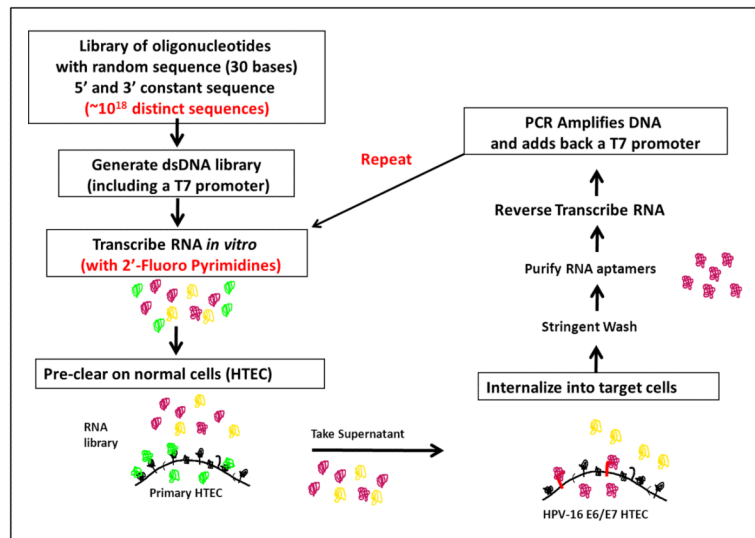 Library of oligonucleotides
with random sequence (30 bases)
5’ and 3’ constant sequence
(~10¹⁸ distinct sequences)
Generate dsDNA library
(including a T7 promoter)
Transcribe RNA in vitro
(with 2’-Fluoro Pyrimidines)
Pre-clear on normal cells (HTEC)
RNA
library
Primary HTEC
Take Supernatant
HPV-16 E6/E7 HTEC
Internalize into target cells
Stringent Wash
Purify RNA aptamers
Reverse Transcribe RNA
PCR Amplifies DNA
and adds back a T7 promoter
Repeat